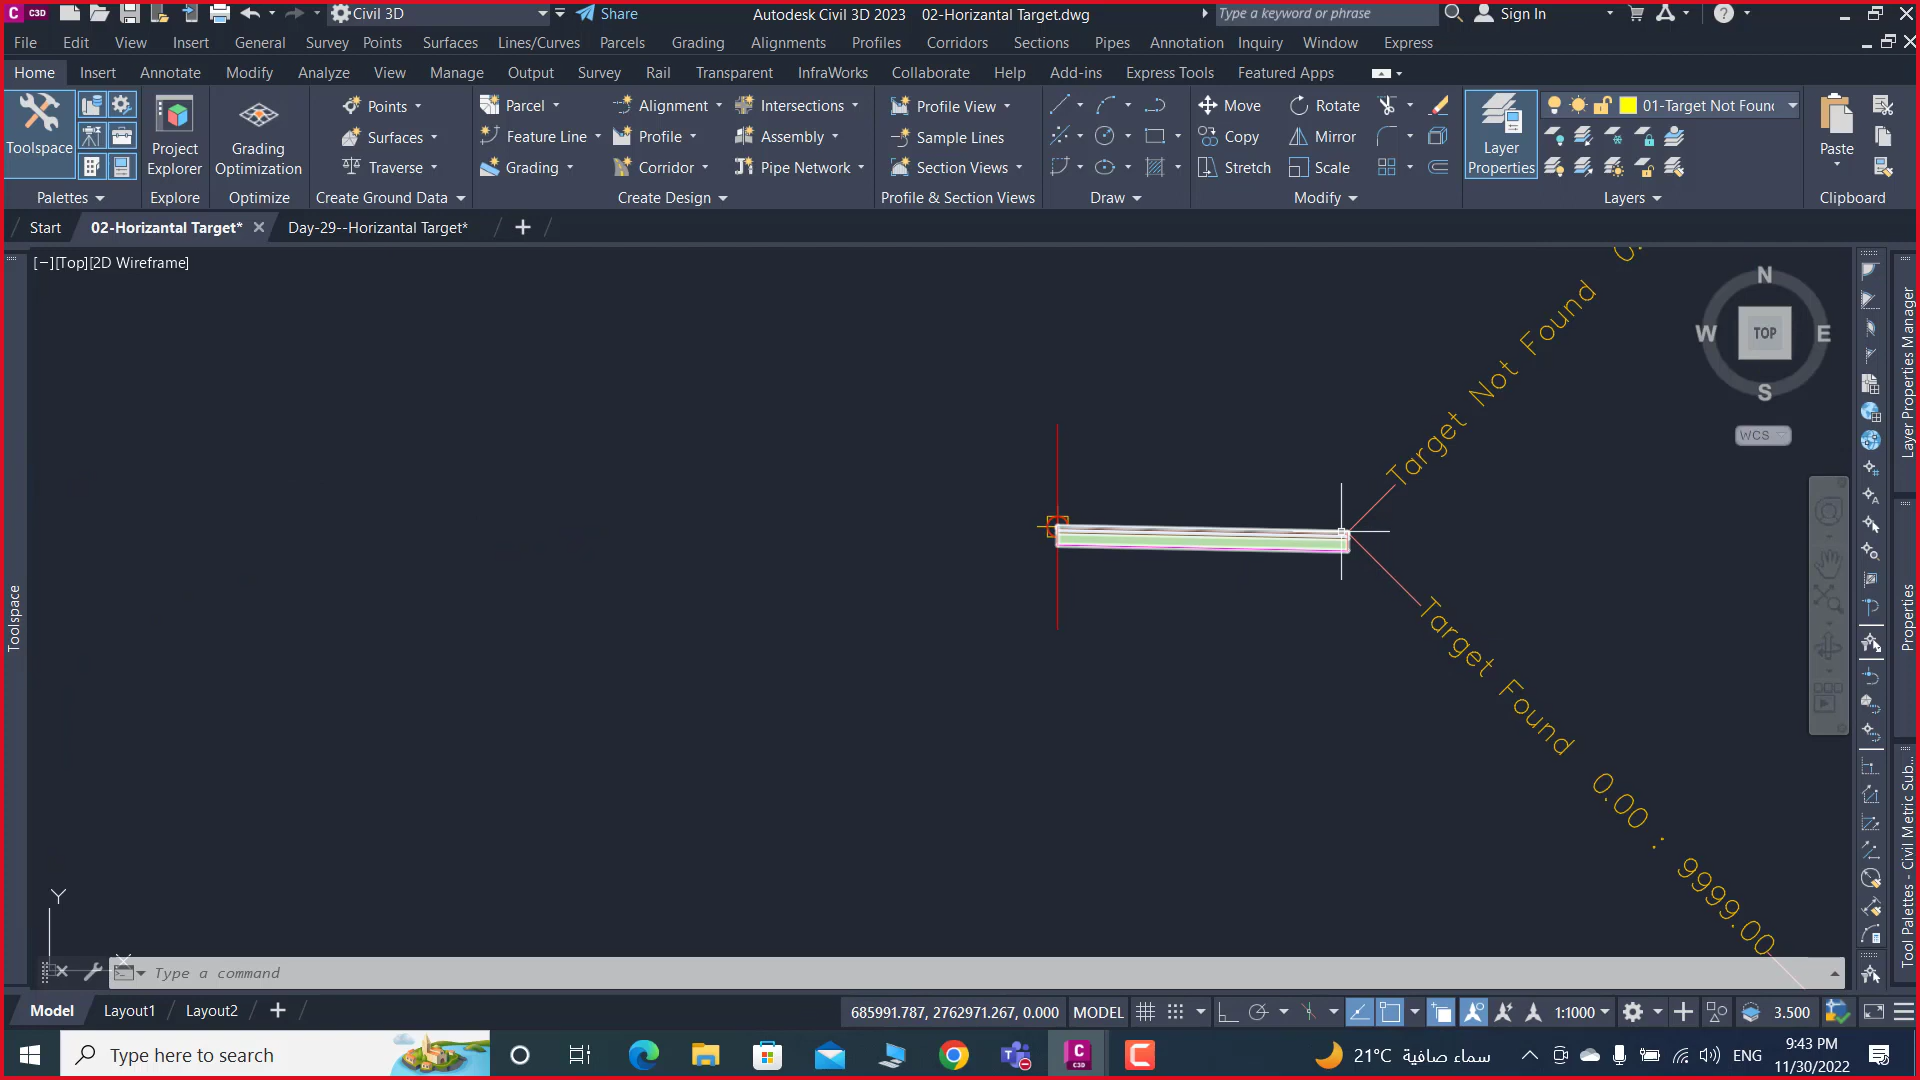 C3D
Civil 3D
Share
Autodesk Civil 3D 2023 02-Horizantal Target.dwg
Type a keyword or phrase
Sign In
File Edit View Insert General Survey Points Surfaces Lines/Curves Parcels Grading Alignments Profiles Corridors Sections Pipes Annotation Inquiry Window Express
Home Insert Annotate Modify Analyze View Manage Output Survey Rail Transparent InfraWorks Collaborate Help Add-ins Express Tools Featured Apps
Toolspace
Palettes
Project Explorer
Explore
Grading Optimization
Optimize
Points
Surfaces
Traverse
Create Ground Data
Parcel
Feature Line
Grading
Alignment
Profile
Corridor
Intersections
Assembly
Pipe Network
Create Design
Profile View
Sample Lines
Section Views
Profile & Section Views
Draw
Move
Copy
Stretch
Rotate
Mirror
Scale
Modify
Layer Properties
01-Target Not Found
Layers
Paste
Clipboard
Start
02-Horizantal Target*
Day-29--Horizantal Target*
[−][Top][2D Wireframe]
N
W TOP E
S
WCS
Target Not Found
Target Found 0.00 : 9999.00
Toolspace
Layer Properties Manager
Properties
Tool Palettes - Civil Metric Sub...
Y
X
Type a command
Model Layout1 Layout2
685991.787, 2762971.267, 0.000 MODEL
1:1000
3.500
Type here to search
C3D
21°C سماء صافية
ENG
9:43 PM
11/30/2022